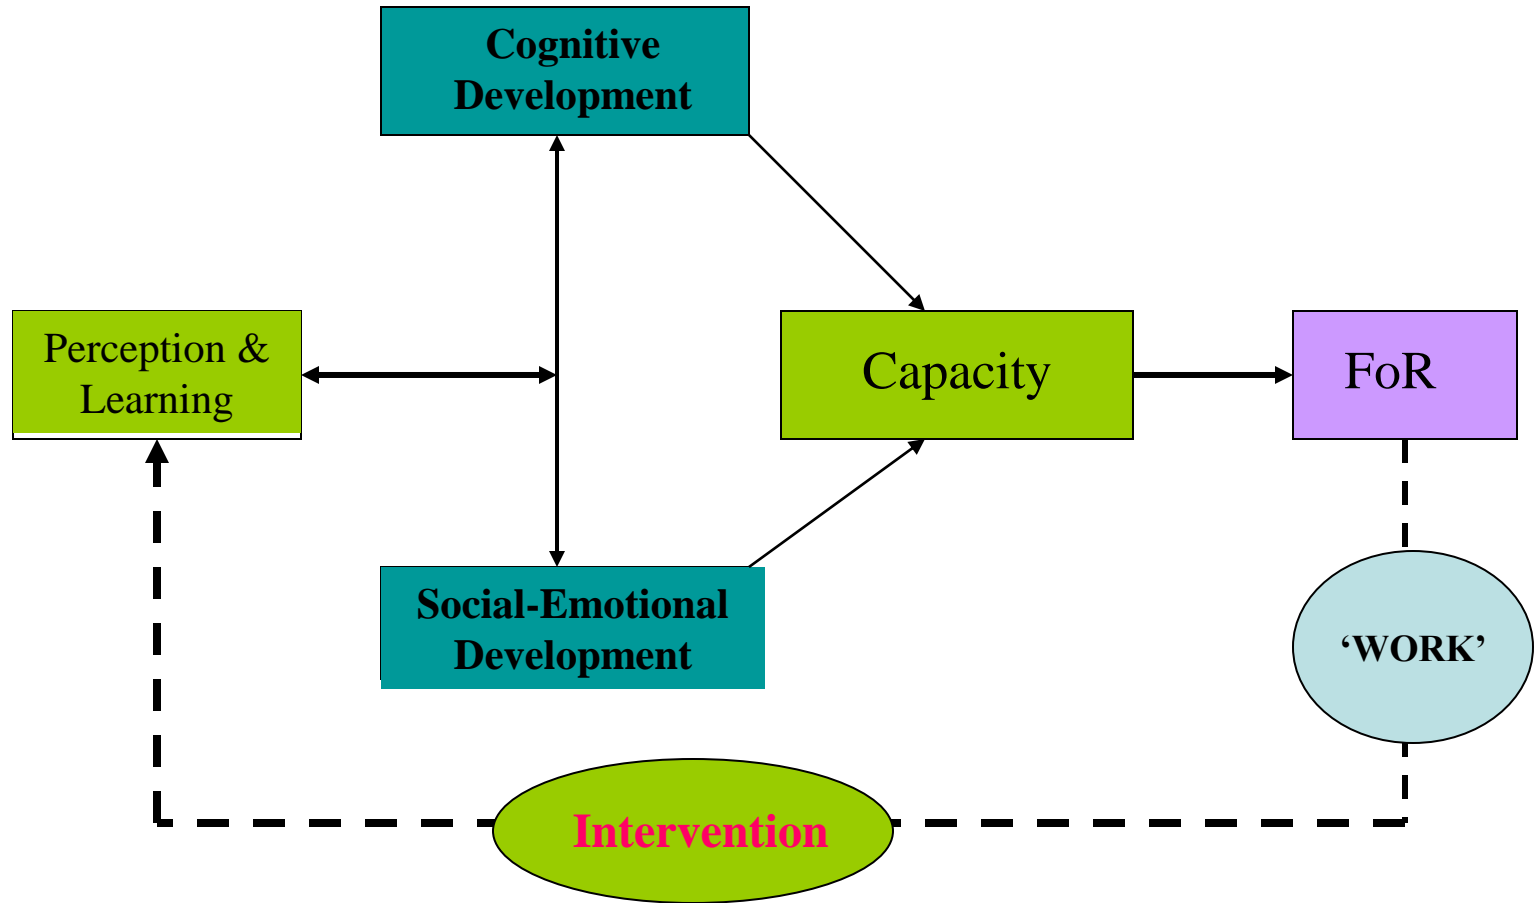 Cognitive
Development
Perception &
Learning
Capacity
FoR
Social-Emotional
Development
‘WORK’
Intervention